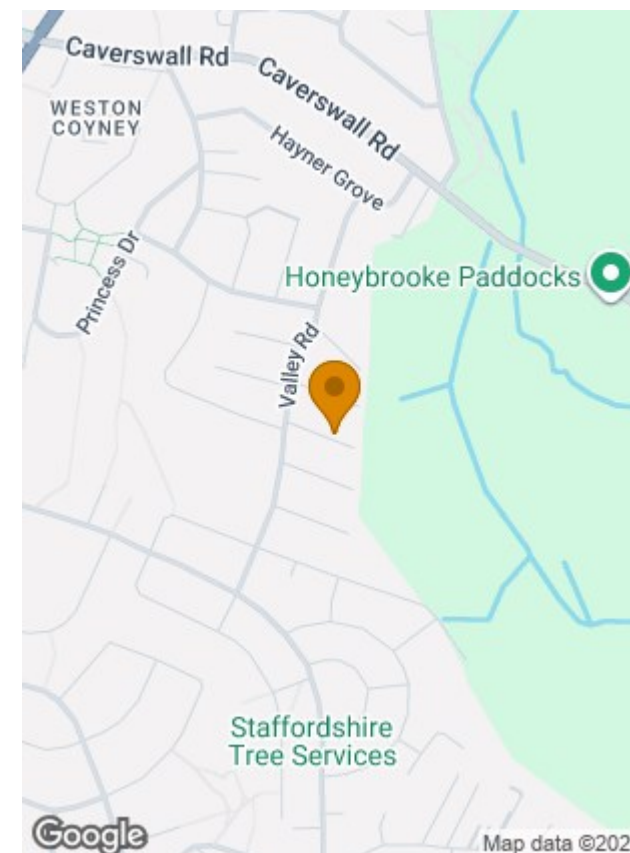 Caverswall Rd
Caverswall Rd
WESTON
COYNEY
Hayner Grove
Princess Dr
Honeybrooke Paddocks
Valley Rd
Staffordshire
Tree Services
Google
Map data ©202